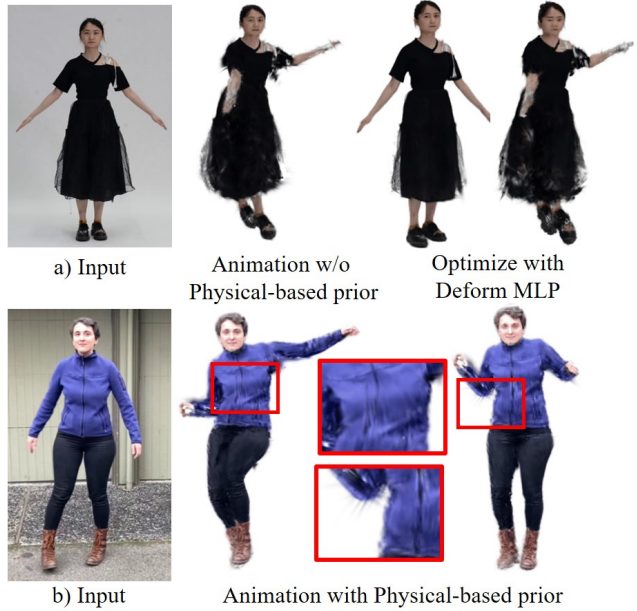 a) Input
Animation w/o
Physical-based prior
Optimize with
Deform MLP
b) Input
Animation with Physical-based prior